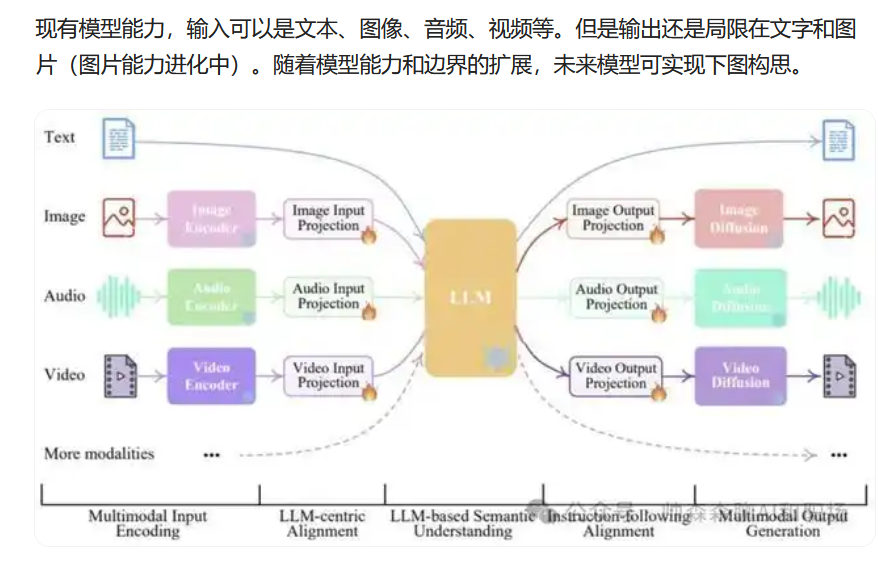 现有模型能力，输入可以是文本、图像、音频、视频等。但是输出还是局限在文字和图
片（图片能力进化中）。随着模型能力和边界的扩展，未来模型可实现下图构思。
Text
Image
Image Encoder
Image Input Projection
Image Output Projection
Image Diffusion
Audio
Audio Encoder
Audio Input Projection
LLM
Audio Output Projection
Audio Diffusion
Video
Video Encoder
Video Input Projection
Video Output Projection
Video Diffusion
More modalities
...
...
Multimodal Input Encoding
LLM-centric Alignment
LLM-based Semantic Understanding
Instruction-following Alignment
Multimodal Output Generation